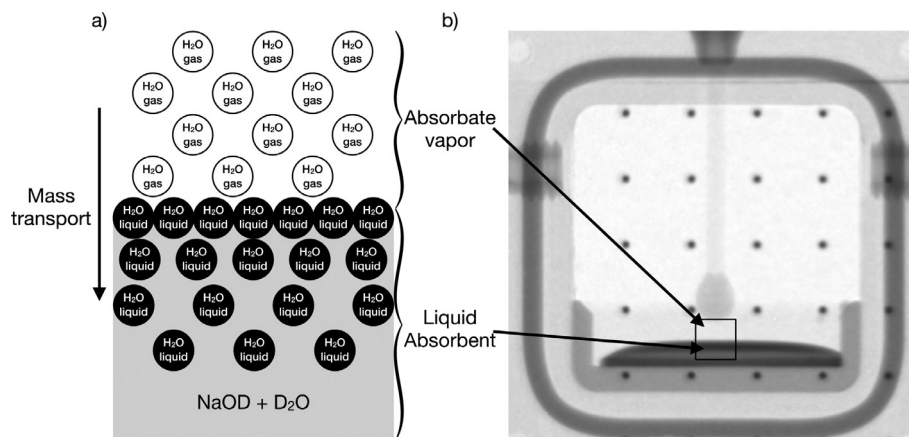 a)
H₂O gas H₂O gas H₂O gas
H₂O gas H₂O gas H₂O gas
H₂O gas H₂O gas H₂O gas
H₂O gas H₂O gas H₂O gas
H₂O liquid H₂O liquid H₂O liquid H₂O liquid H₂O liquid H₂O liquid H₂O liquid
H₂O liquid H₂O liquid H₂O liquid H₂O liquid
H₂O liquid H₂O liquid H₂O liquid H₂O liquid
H₂O liquid H₂O liquid H₂O liquid
NaOD + D₂O
Mass
transport
Absorbate
vapor
Liquid
Absorbent
b)